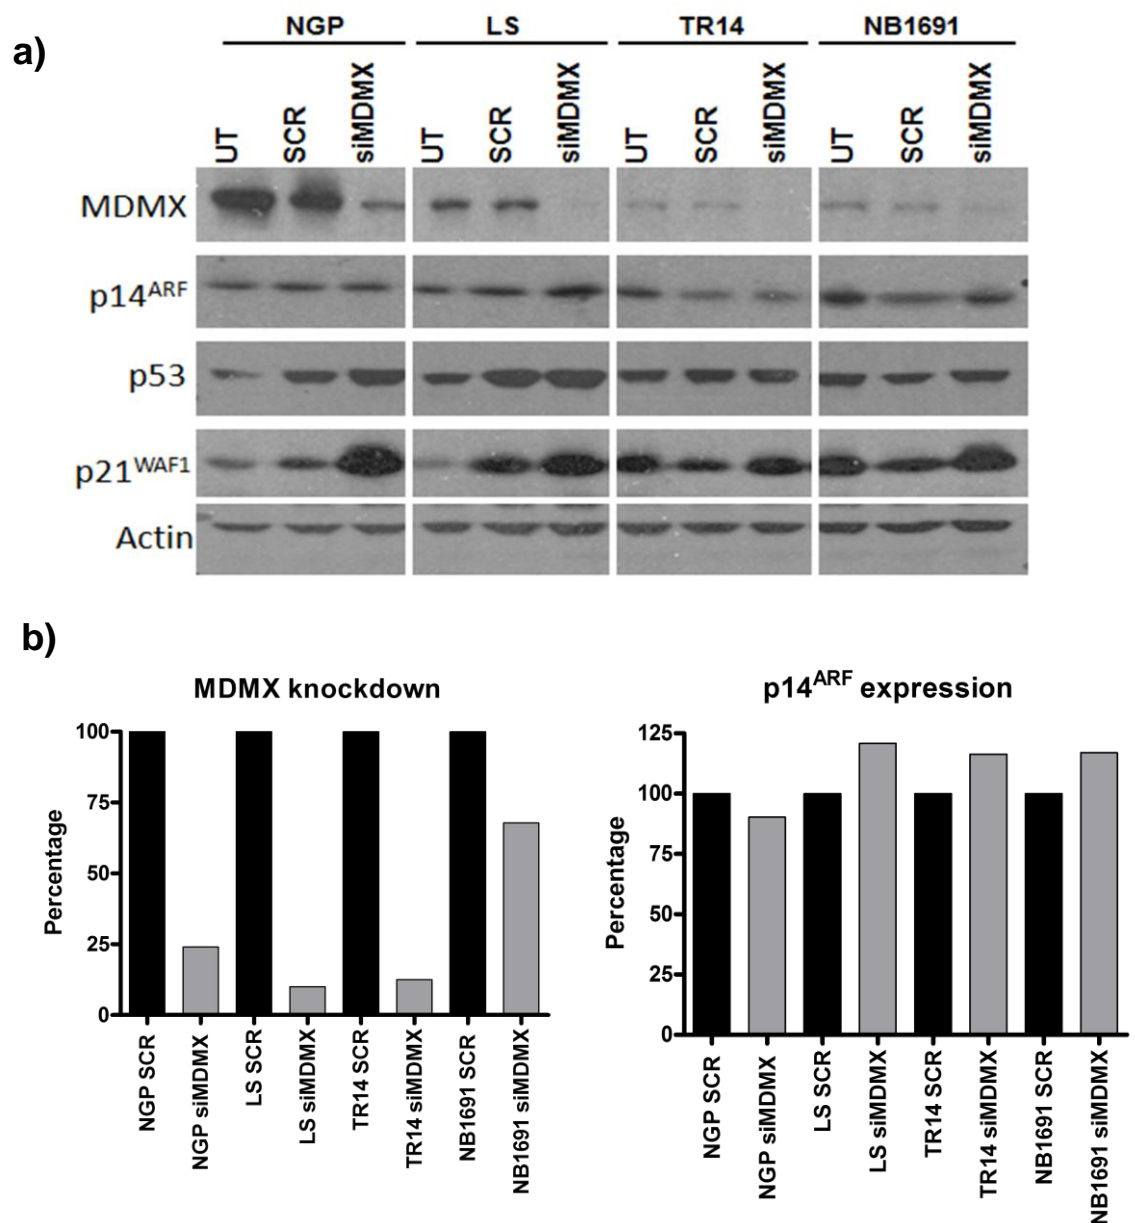 a)
NGP LS TR14 NB1691
UT SCR siMDMX UT SCR siMDMX UT SCR siMDMX UT SCR siMDMX
MDMX
p14ARF
p53
p21WAF1
Actin
b)
MDMX knockdown
Percentage
100
75
50
25
0
NGP SCR
NGP siMDMX
LS SCR
LS siMDMX
TR14 SCR
TR14 siMDMX
NB1691 SCR
NB1691 siMDMX
p14ARF expression
Percentage
125
100
75
50
25
0
NGP SCR
NGP siMDMX
LS SCR
LS siMDMX
TR14 SCR
TR14 siMDMX
NB1691 SCR
NB1691 siMDMX